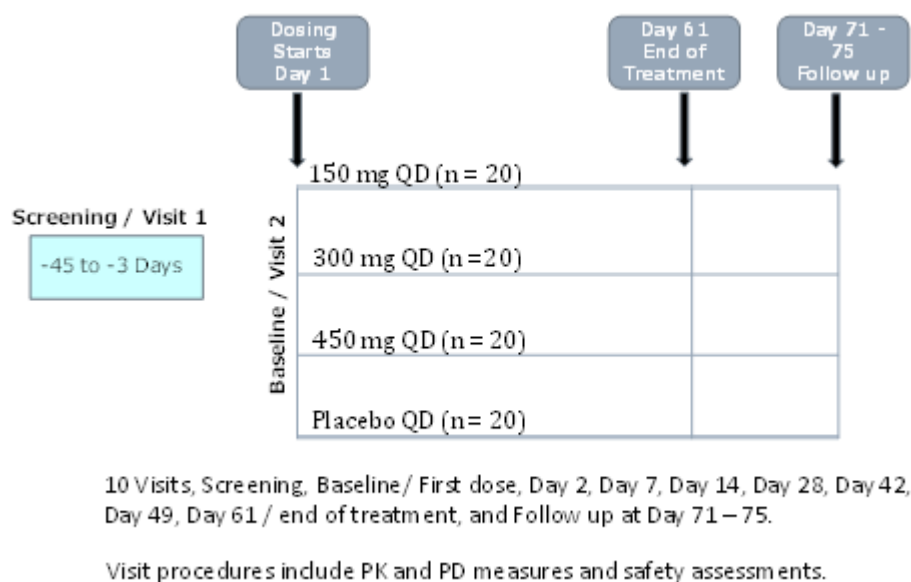 Dosing
Starts
Day 1
Day 61
End of
Treatment
Day 71 -
75
Follow up
Screening / Visit 1
-45 to -3 Days
Baseline / Visit 2
150 mg QD (n = 20)
300 mg QD (n =20)
450 mg QD (n = 20)
Placebo QD (n = 20)
10 Visits, Screening, Baseline/ First dose, Day 2, Day 7, Day 14, Day 28, Day 42,
Day 49, Day 61 / end of treatment, and Follow up at Day 71 – 75.
Visit procedures include PK and PD measures and safety assessments.